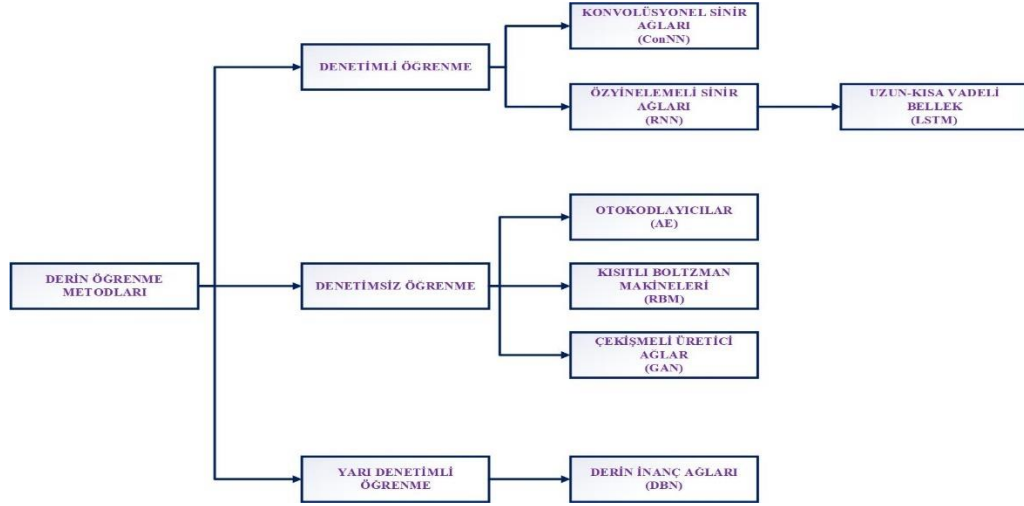 DERİN ÖĞRENME
METODLARI
DENETİMLİ ÖĞRENME
KONVOLÜSYONEL SİNİR
AĞLARI
(ConNN)
ÖZYİNELEMELİ SİNİR
AĞLARI
(RNN)
UZUN-KISA VADELİ
BELLEK
(LSTM)
DENETİMSİZ ÖĞRENME
OTOKODLAYICILAR
(AE)
KISITLI BOLTZMAN
MAKİNELERİ
(RBM)
ÇEKİŞMELİ ÜRETİCİ
AĞLAR
(GAN)
YARI DENETİMLİ
ÖĞRENME
DERİN İNANÇ AĞLARI
(DBN)